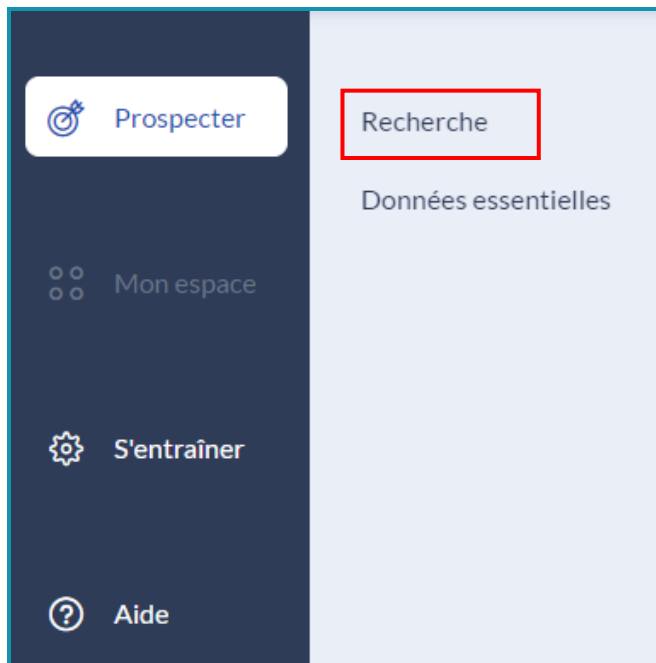 Prospecter
Recherche
Données essentielles
Mon espace
S'entraîner
Aide